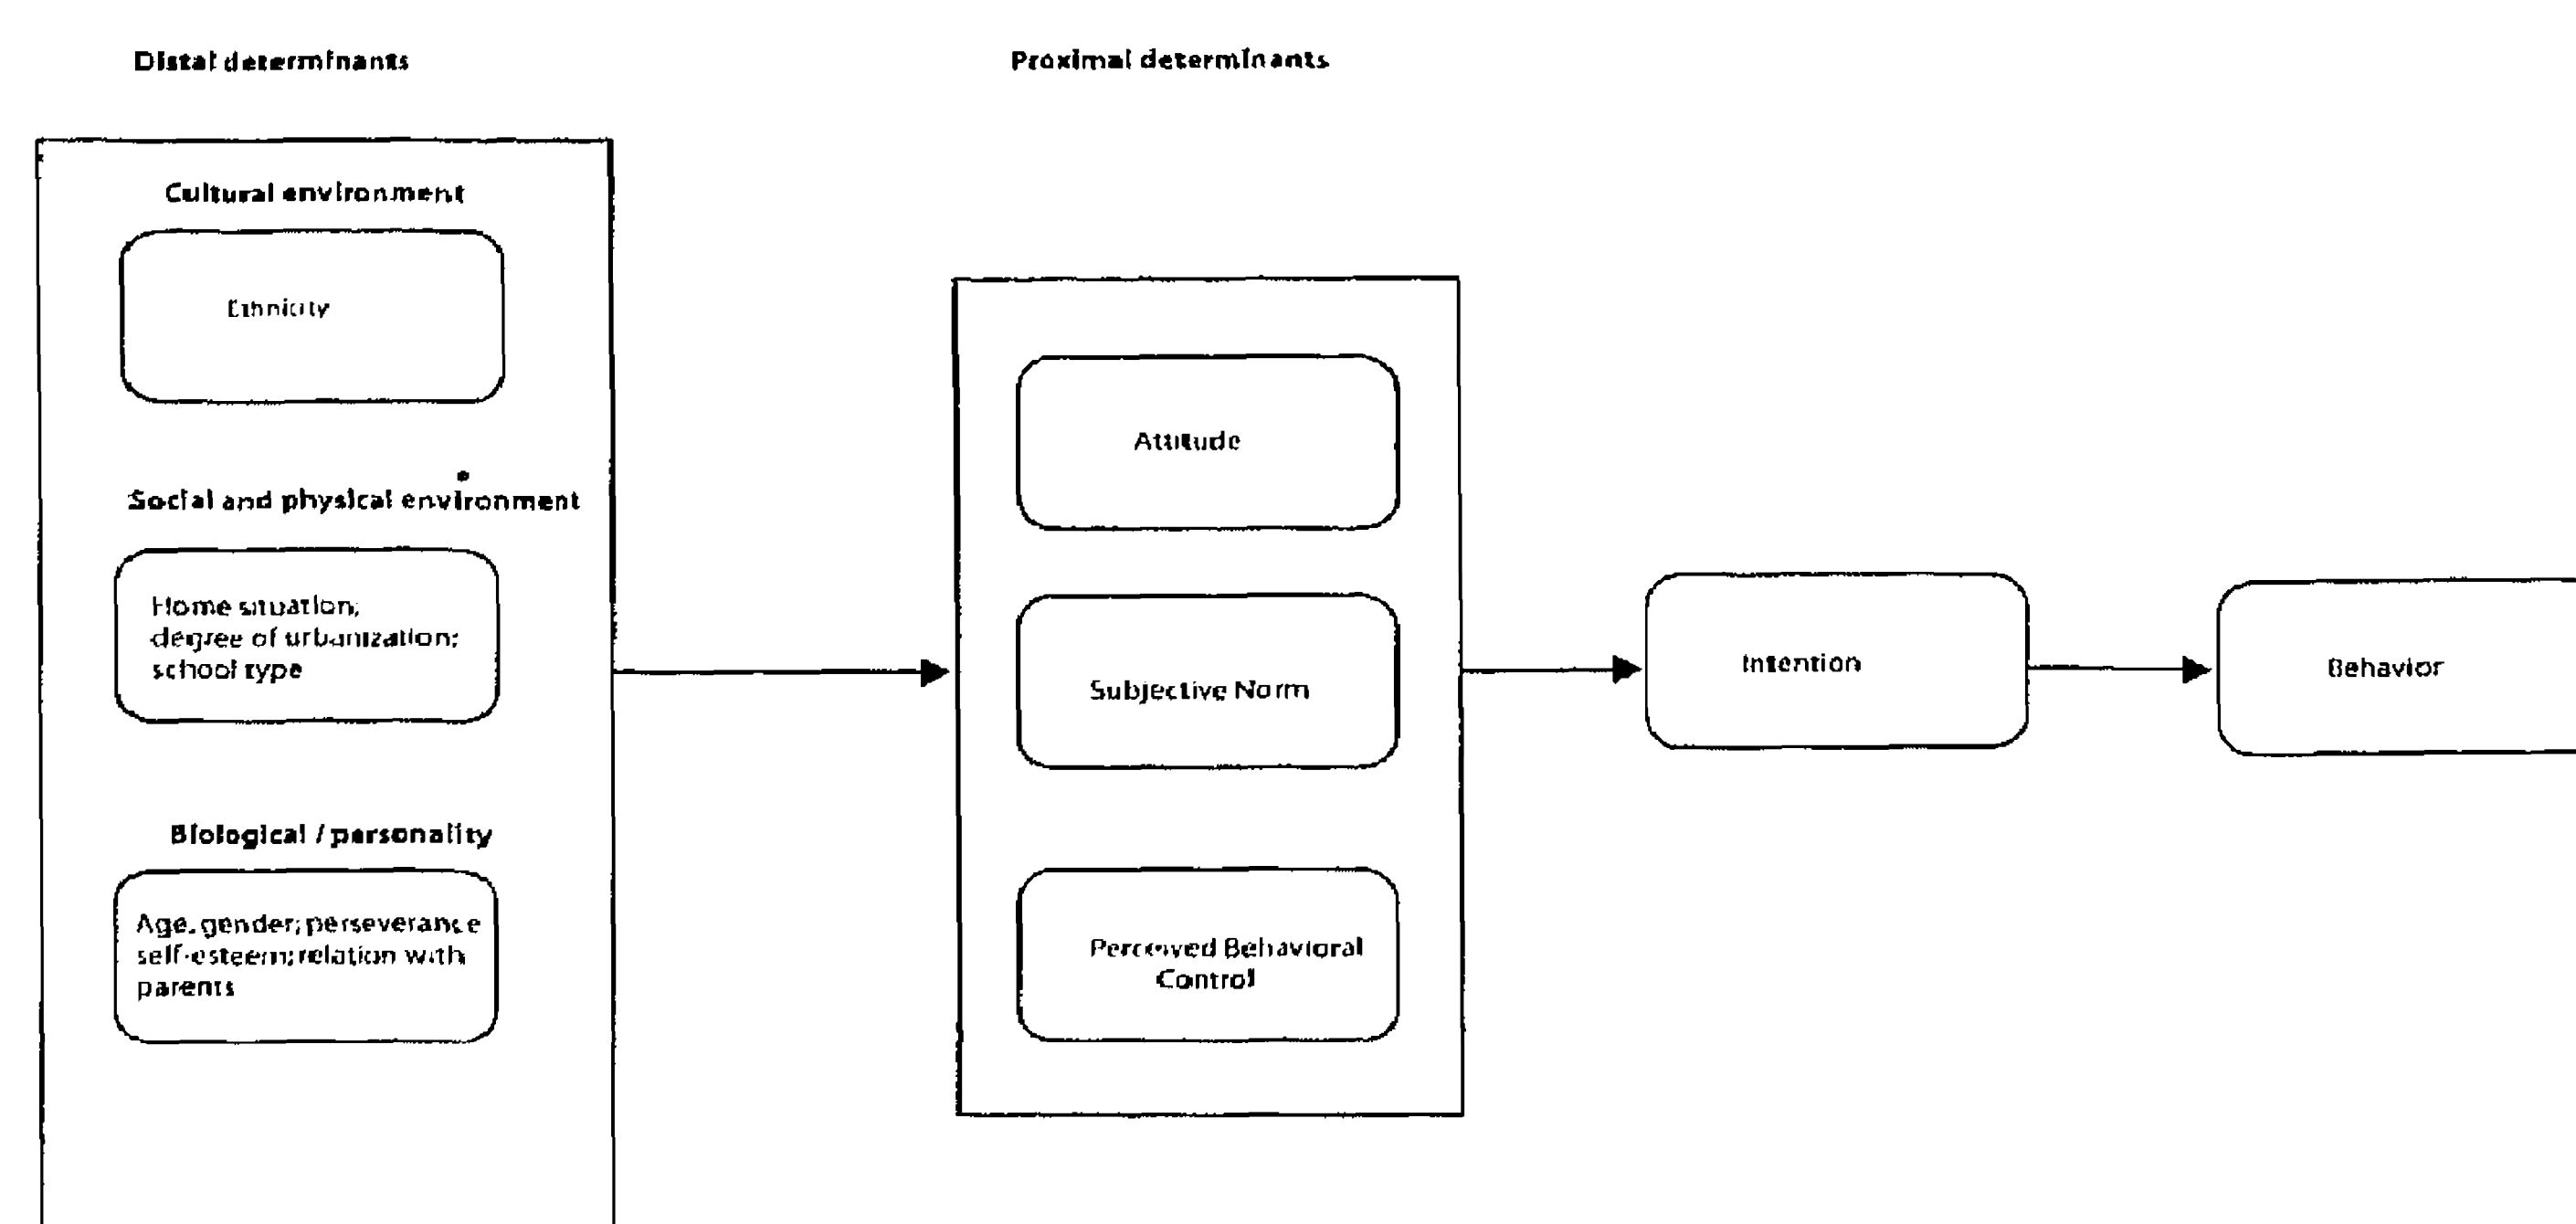 Distal determinants
Proximal determinants
Cultural environment
Ethnicity
Social and physical environment
Home situation;
degree of urbanization;
school type
Biological / personality
Age, gender; perseverance
self-esteem; relation with
parents
Attitude
Subjective Norm
Perceived Behavioral
Control
Intention
Behavior